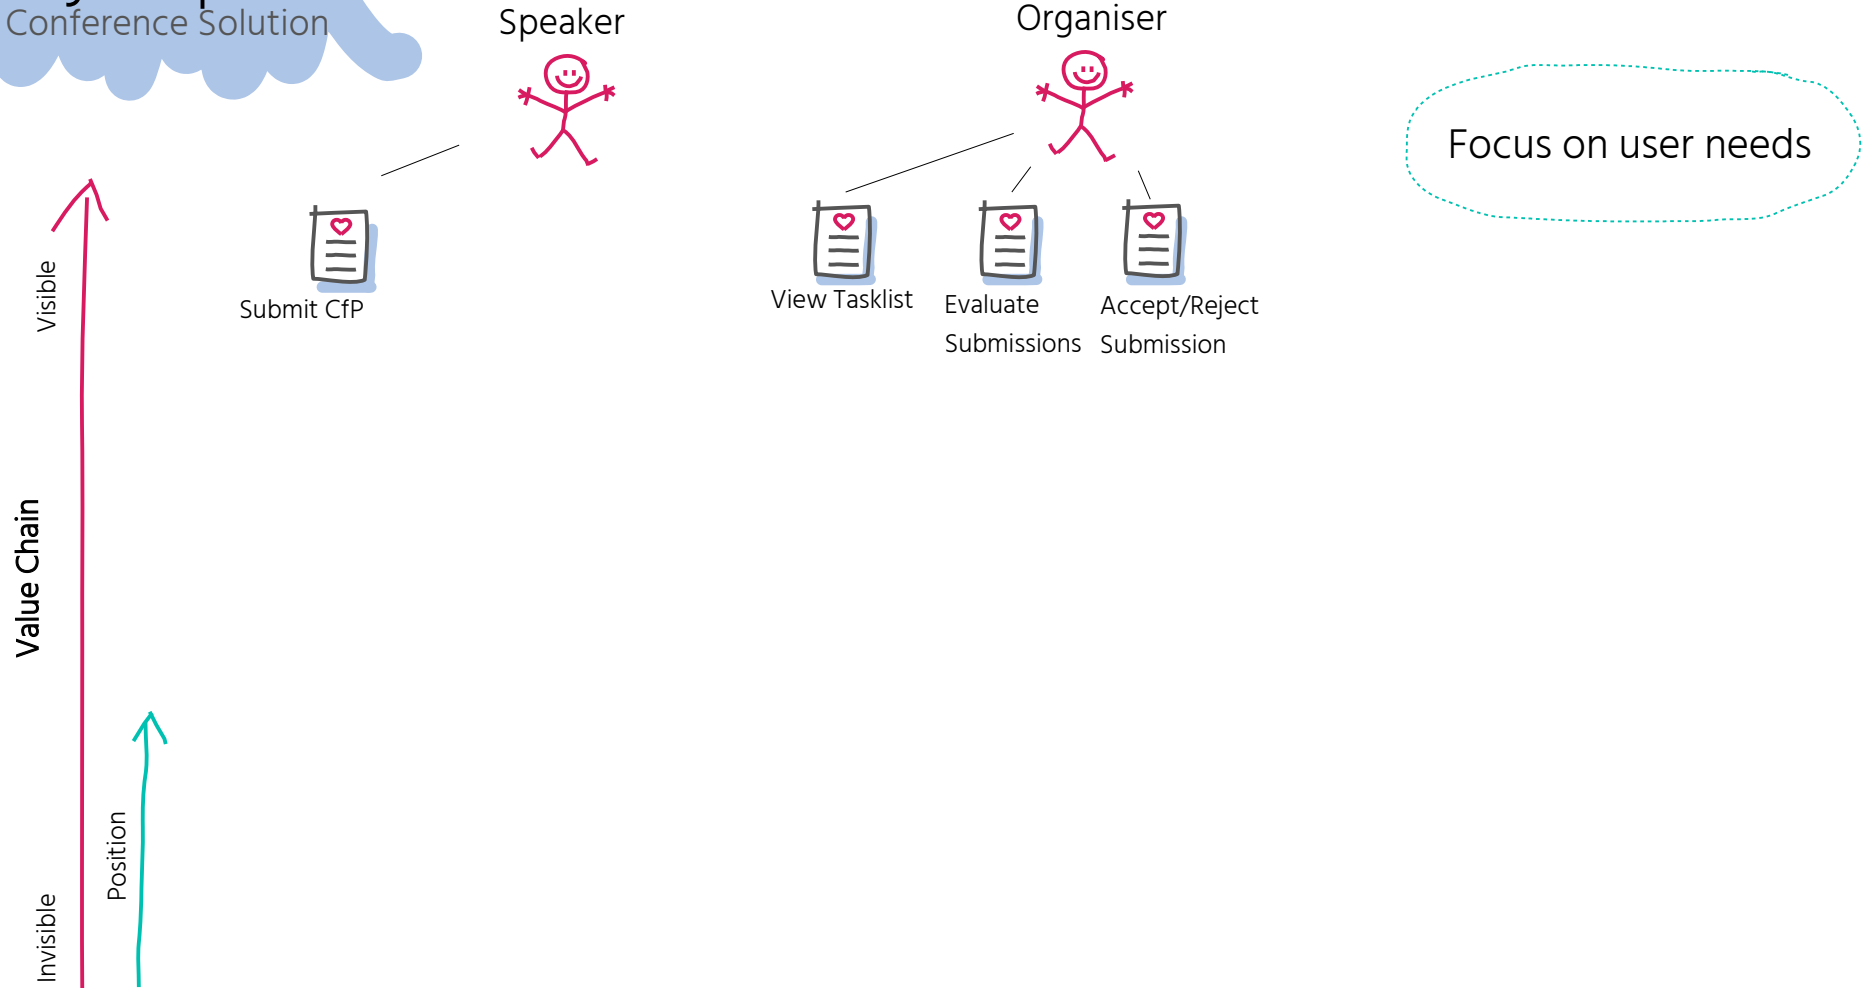 Conference Solution
Speaker
Organiser
Focus on user needs
Submit CfP
View Tasklist
Evaluate
Submissions
Accept/Reject
Submission
Visible
Value Chain
Position
Invisible